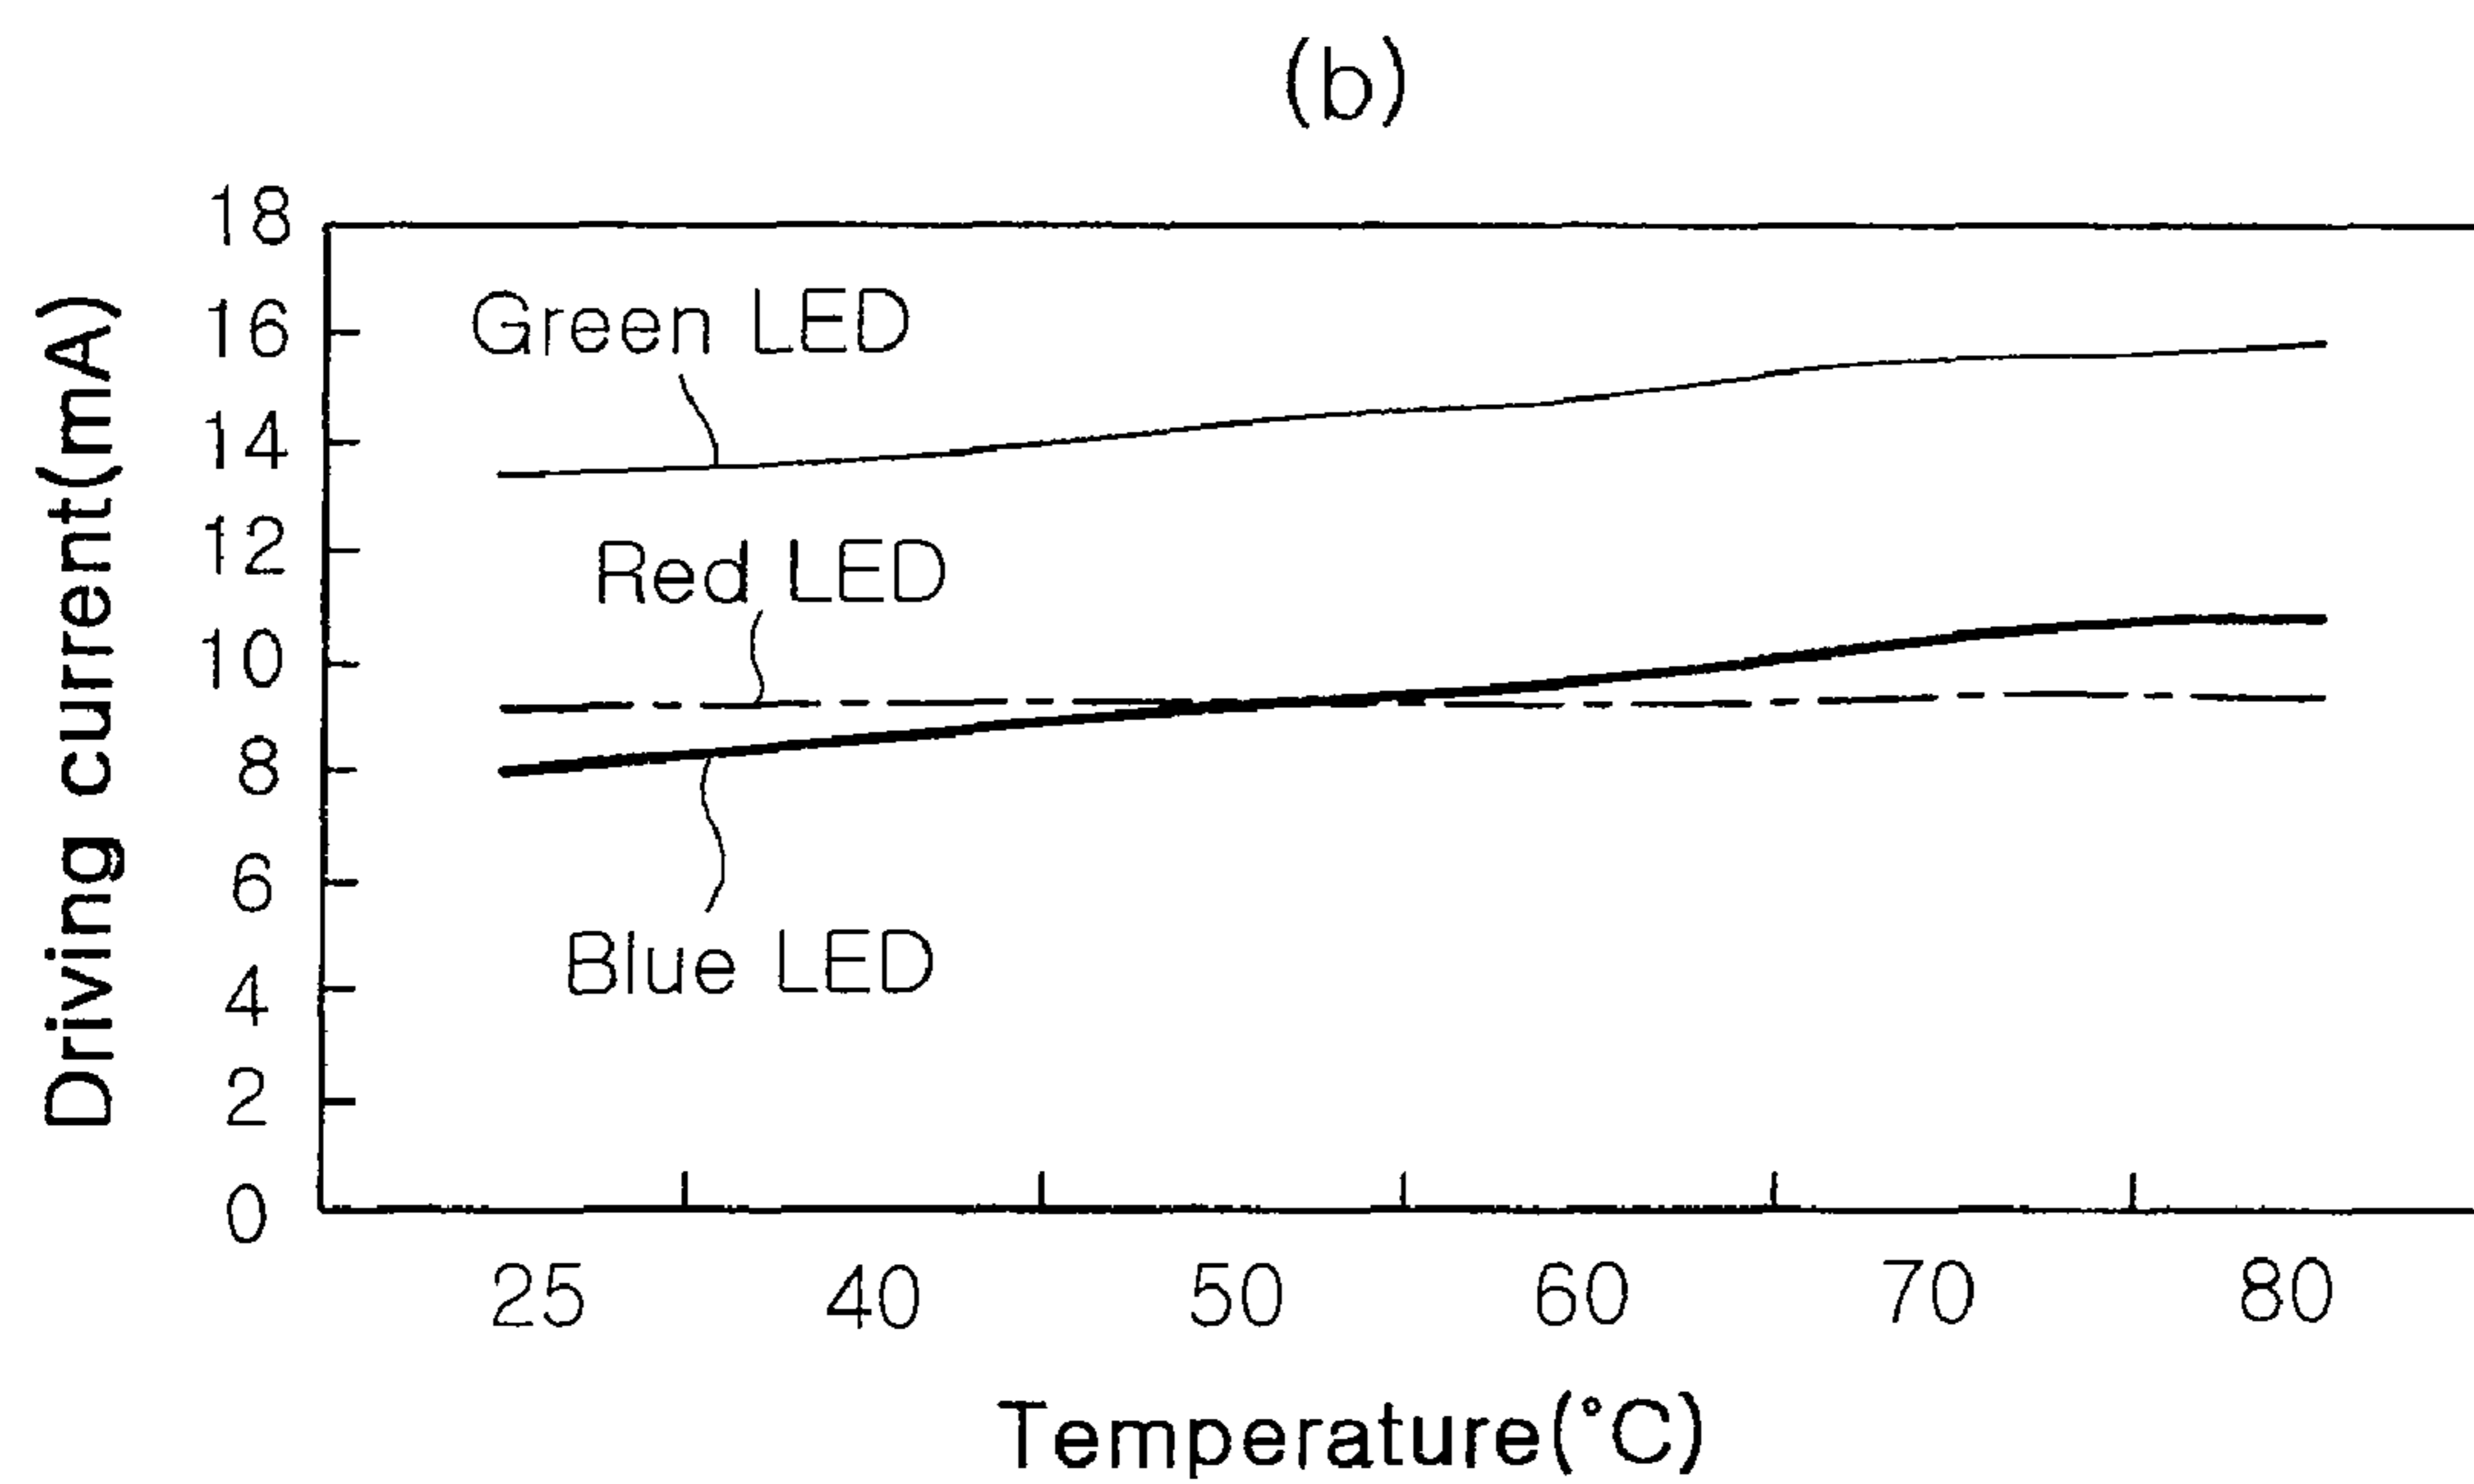 (b)
18
16
14
12
10
8
6
4
2
0
Driving current(mA)
Green LED
Red LED
Blue LED
25 40 50 60 70 80
Temperature(°C)